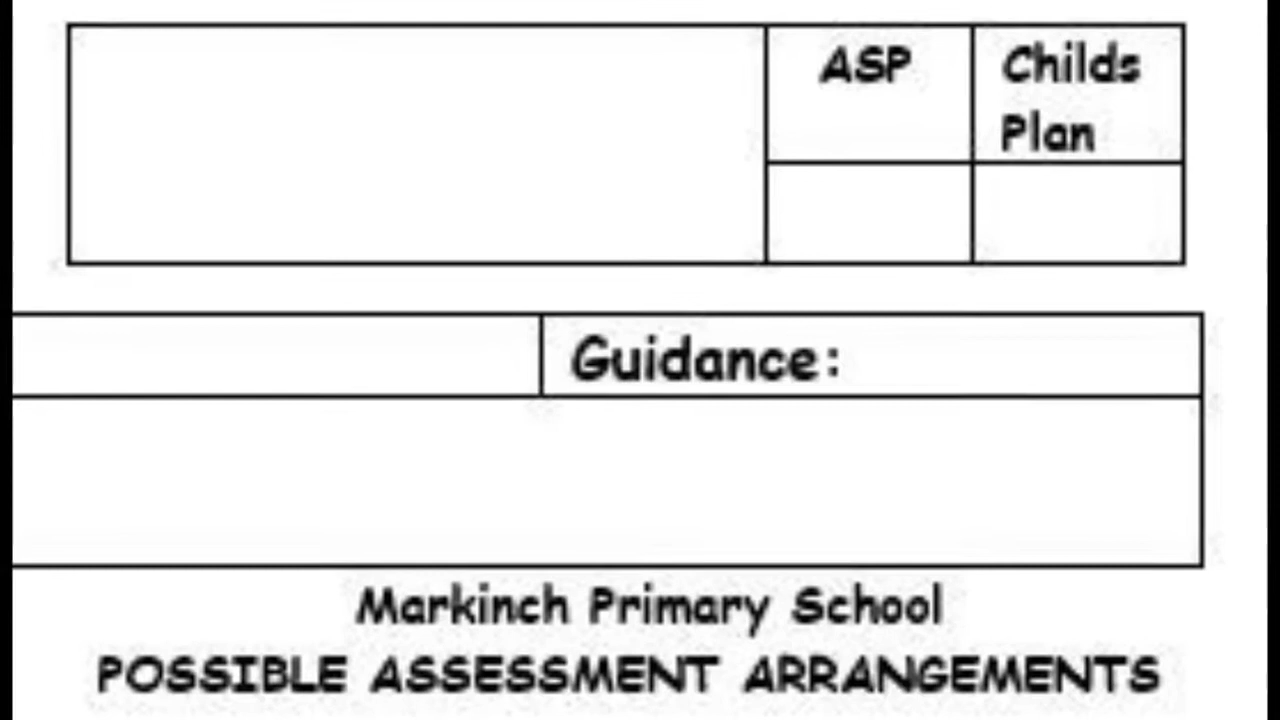 ASP
Childs
Plan
Guidance:
Markinch Primary School
POSSIBLE ASSESSMENT ARRANGEMENTS